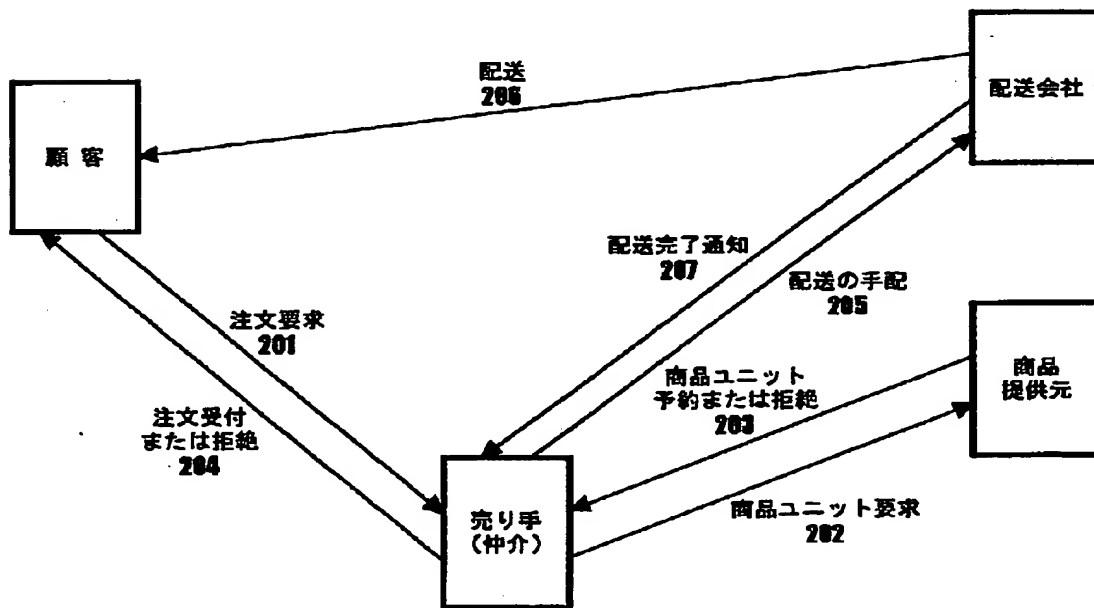 配送
206
配送会社
顧客
配送完了通知
207
配送の手配
205
注文要求
201
商品ユニット
予約または拒絶
203
商品
提供元
注文受付
または拒絶
204
売り手
(仲介)
商品ユニット要求
202